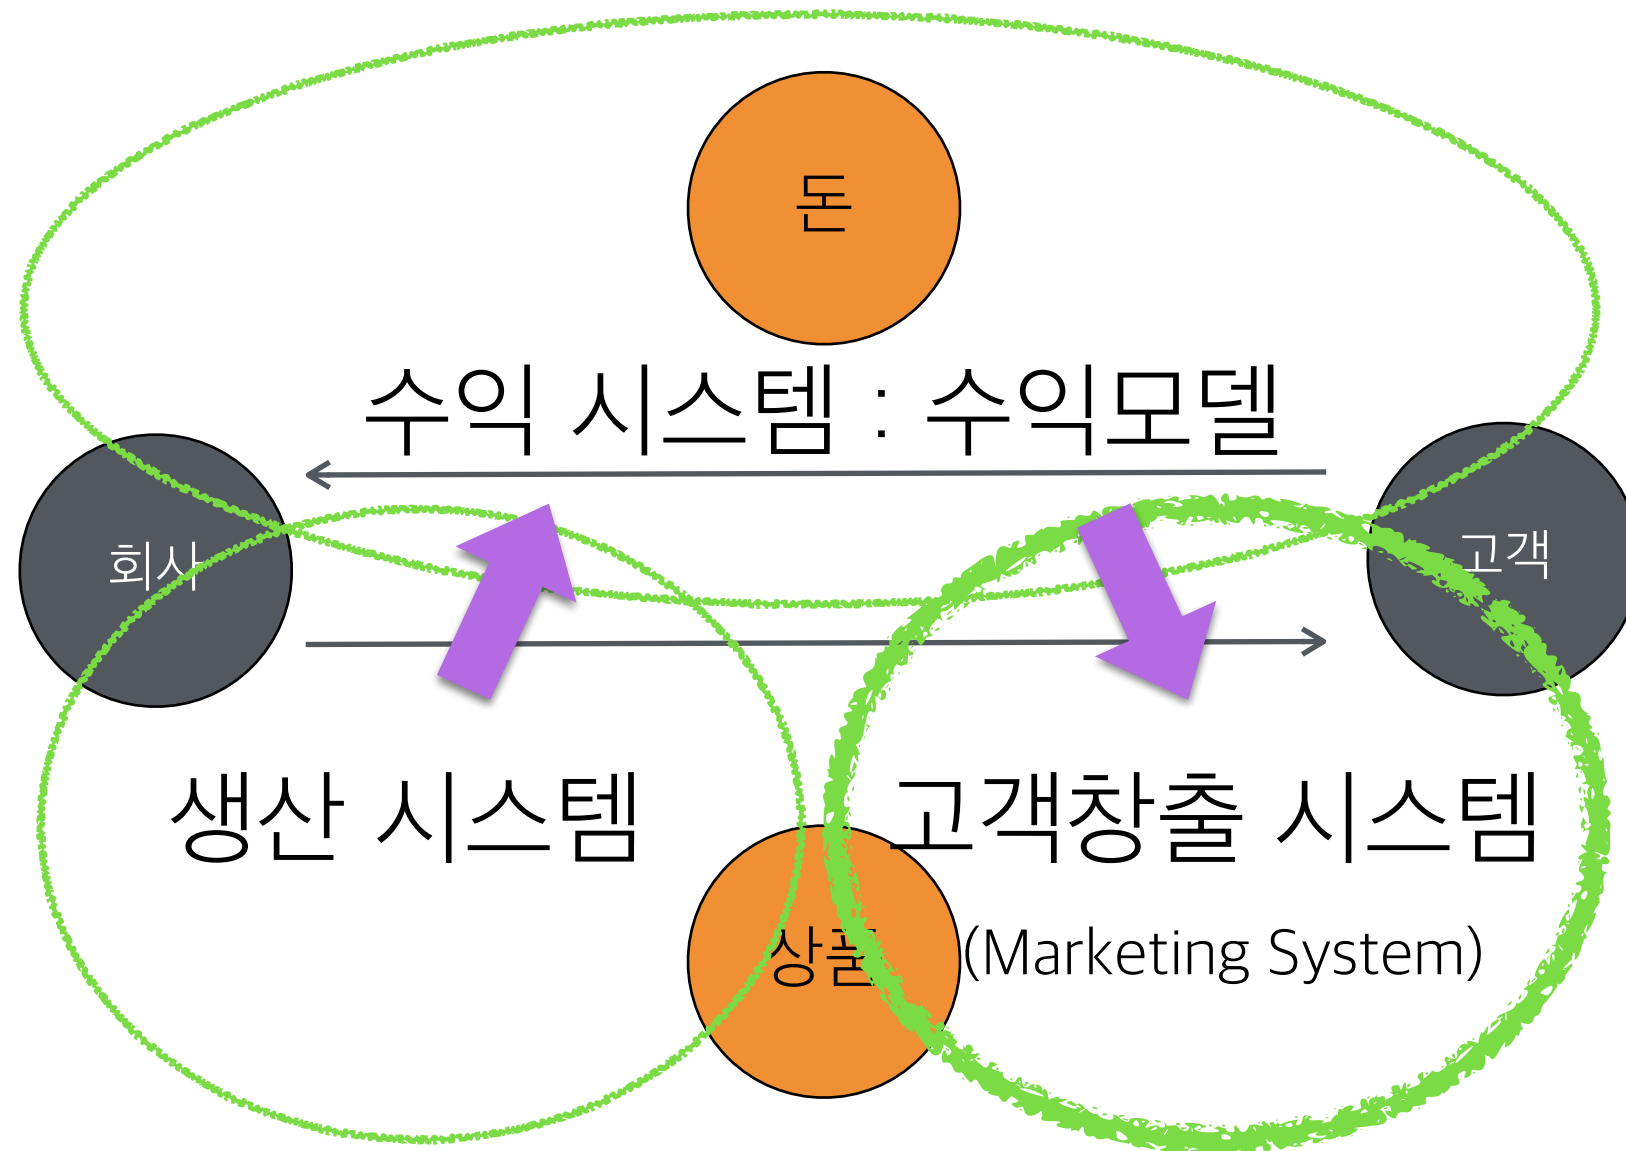 돈
수익 시스템 : 수익모델
회사
고객
생산 시스템
고객창출 시스템
상품
(Marketing System)